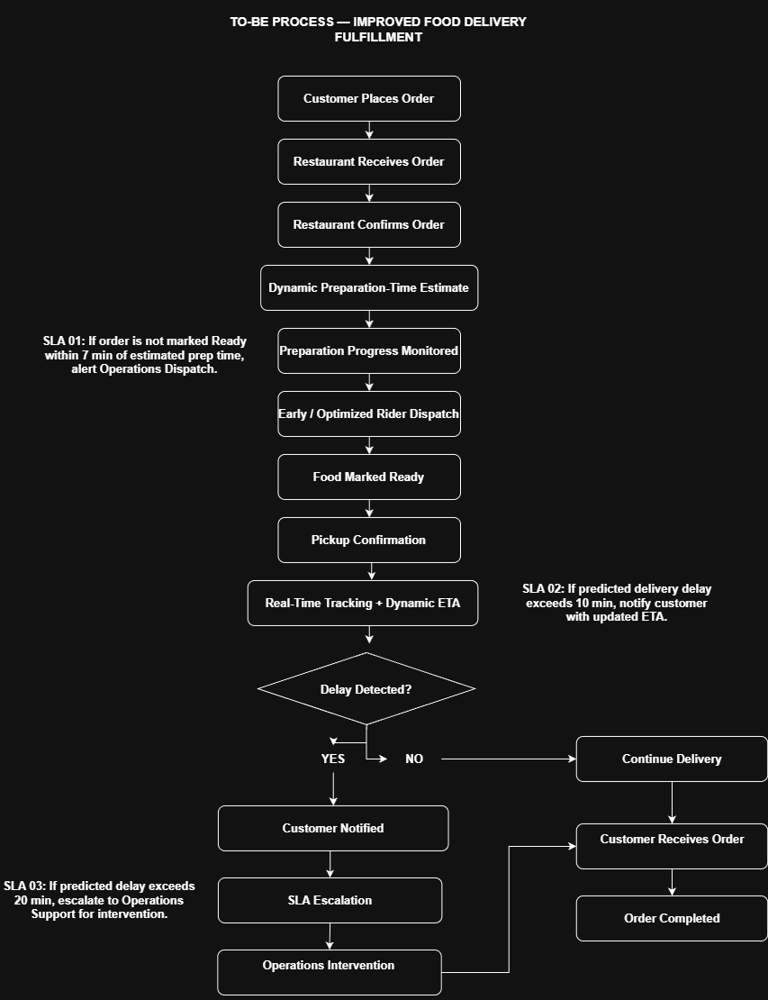 TO-BE PROCESS — IMPROVED FOOD DELIVERY
FULFILLMENT
Customer Places Order
Restaurant Receives Order
Restaurant Confirms Order
Dynamic Preparation-Time Estimate
SLA 01: If order is not marked Ready
within 7 min of estimated prep time,
alert Operations Dispatch.
Preparation Progress Monitored
Early / Optimized Rider Dispatch
Food Marked Ready
Pickup Confirmation
Real-Time Tracking + Dynamic ETA
SLA 02: If predicted delivery delay
exceeds 10 min, notify customer
with updated ETA.
Delay Detected?
YES
NO
Continue Delivery
Customer Notified
Customer Receives Order
SLA 03: If predicted delay exceeds
20 min, escalate to Operations
Support for intervention.
SLA Escalation
Order Completed
Operations Intervention